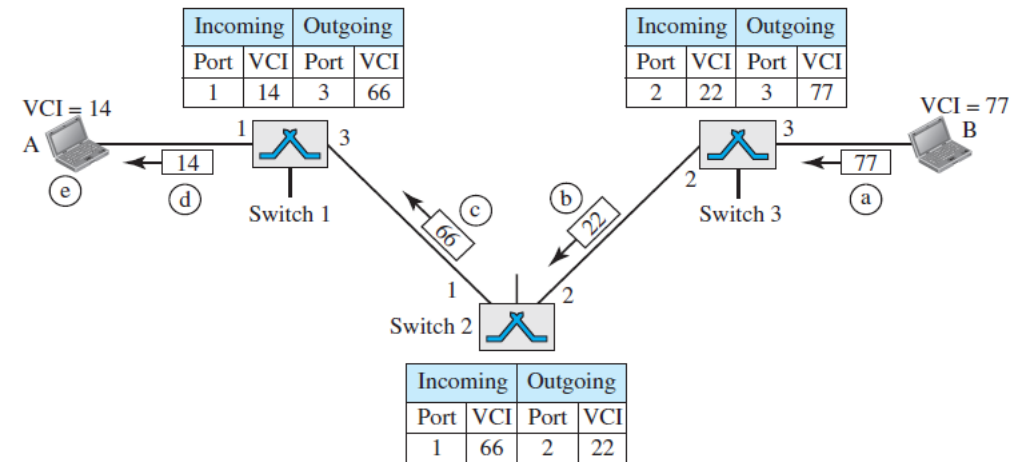 Incoming Outgoing
Port VCI Port VCI
1 14 3 66
Incoming Outgoing
Port VCI Port VCI
2 22 3 77
VCI = 14
A
1
3
14
e
d
Switch 1
VCI = 77
B
3
2
77
a
Switch 3
c
66
b
22
1
2
Switch 2
Incoming Outgoing
Port VCI Port VCI
1 66 2 22